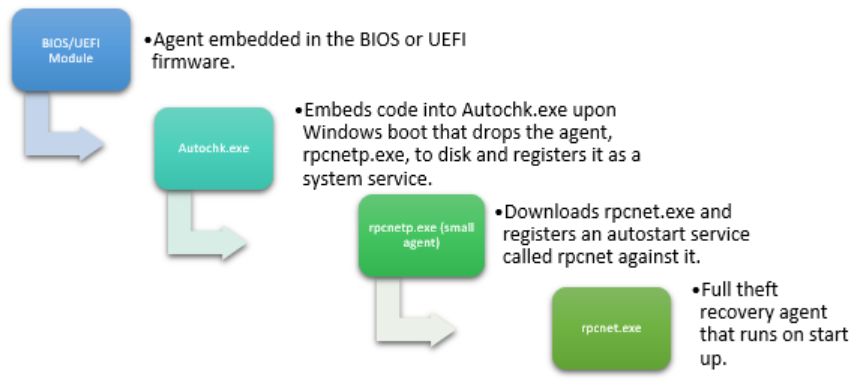 BIOS/UEFI
Module
•Agent embedded in the BIOS or UEFI
firmware.
Autochk.exe
•Embeds code into Autochk.exe upon
Windows boot that drops the agent,
rpcnetp.exe, to disk and registers it as a
system service.
rpcnetp.exe (small
agent)
•Downloads rpcnet.exe and
registers an autostart service
called rpcnet against it.
rpcnet.exe
•Full theft
recovery agent
that runs on start
up.